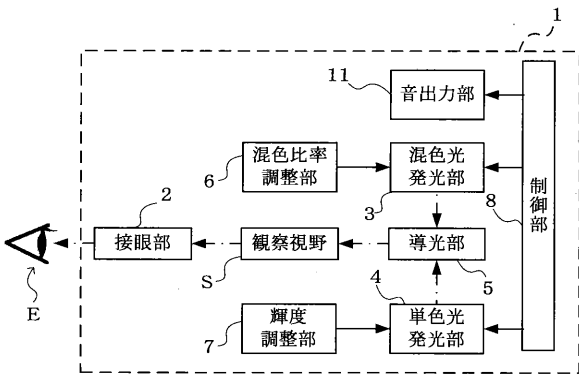 1
11
音出力部
混色比率
調整部
6
混色光
発光部
3
制御部
8
2
接眼部
観察視野
S
導光部
5
E
4
輝度
調整部
7
単色光
発光部